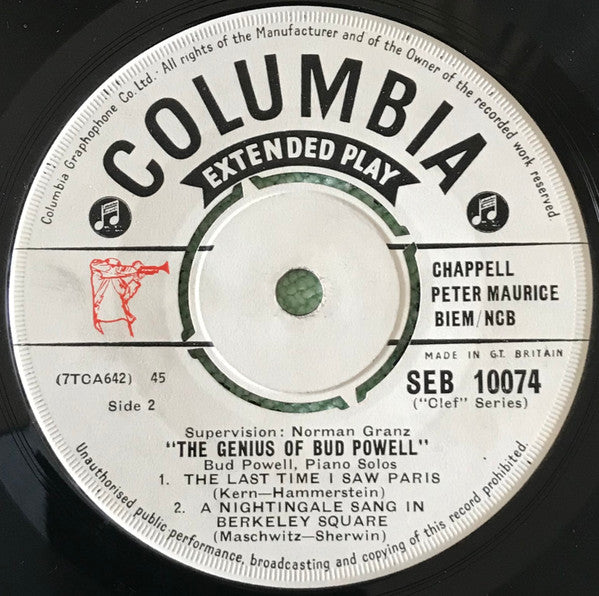 Columbia Graphophone Co. Ltd. · All rights of the Manufacturer and of the Owner of the recorded work reserved.
COLUMBIA
EXTENDED PLAY
CHAPPELL
PETER MAURICE
BIEM/NCB
MADE IN GT. BRITAIN
(7TCA642) 45
SEB 10074
Side 2
("Clef" Series)
Supervision: Norman Granz
"THE GENIUS OF BUD POWELL"
Bud Powell, Piano Solos
1. THE LAST TIME I SAW PARIS
(Kern—Hammerstein)
2. A NIGHTINGALE SANG IN
BERKELEY SQUARE
(Maschwitz—Sherwin)
Unauthorised public performance, broadcasting and copying of this record prohibited.